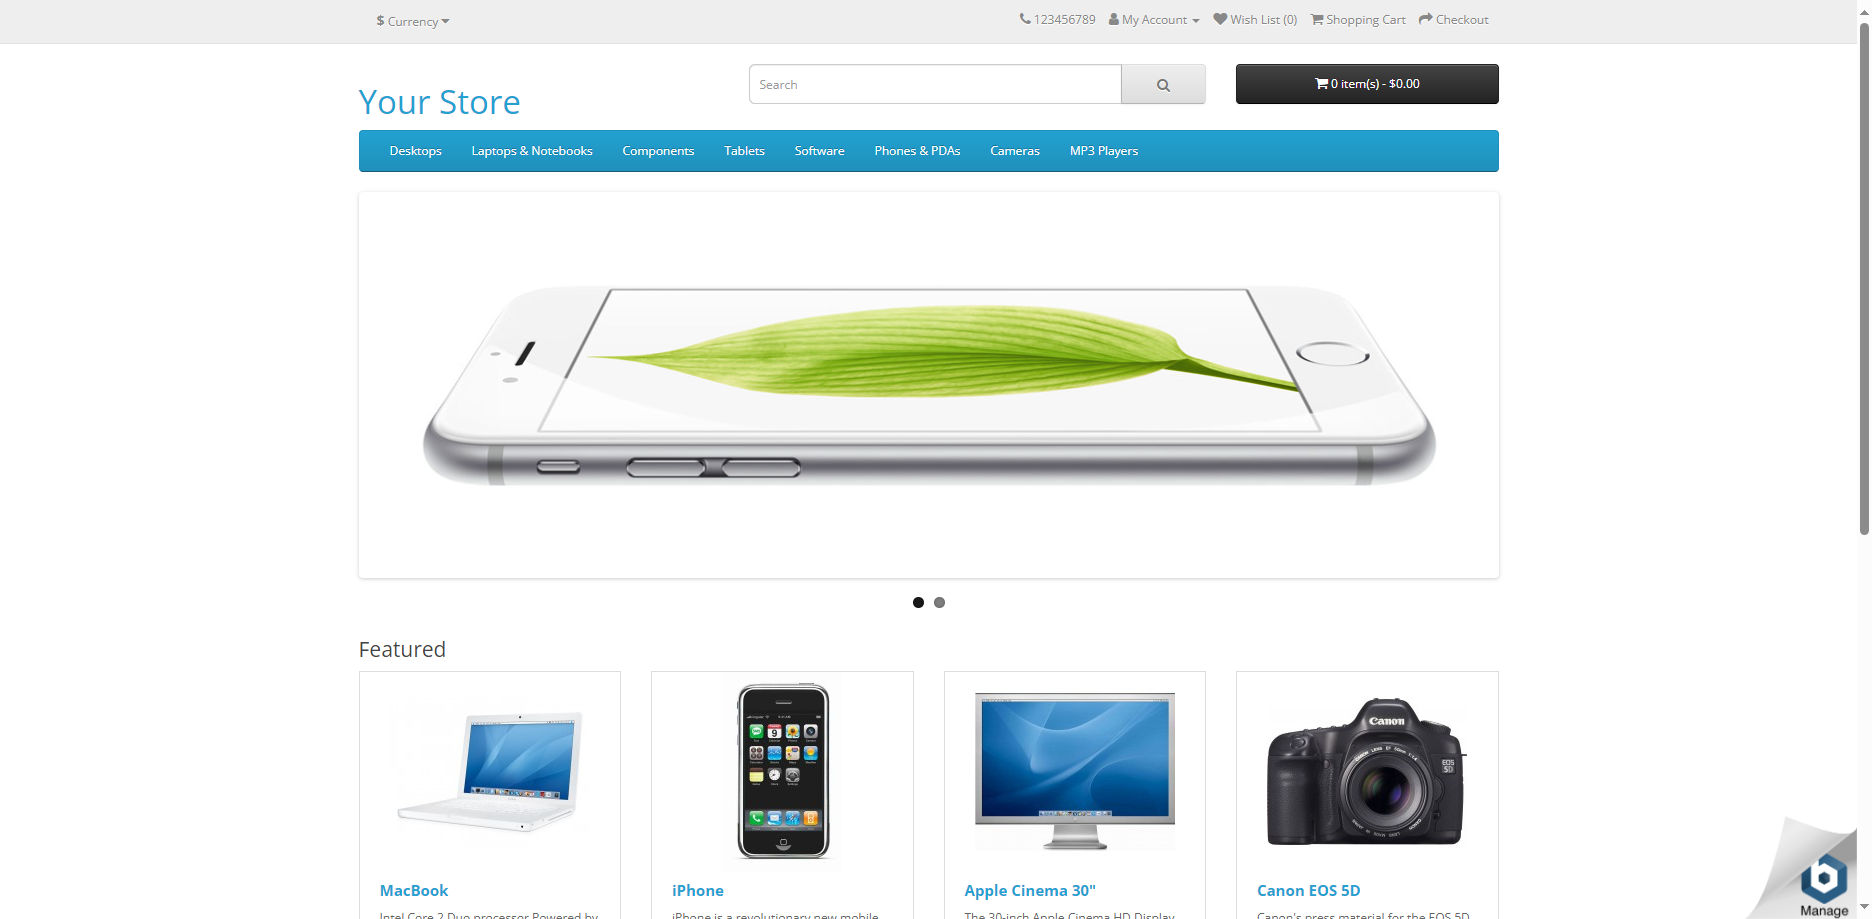 $ Currency
123456789 My Account Wish List (0) Shopping Cart Checkout
Your Store
Search
0 item(s) - $0.00
Desktops Laptops & Notebooks Components Tablets Software Phones & PDAs Cameras MP3 Players
Featured
Canon
EOS
5D
MacBook iPhone Apple Cinema 30" Canon EOS 5D
Intel Core 2 Duo processor Powered by iPhone is a revolutionary new mobile The 30-inch Apple Cinema HD Display Canon's press material for the EOS 5D
Manage